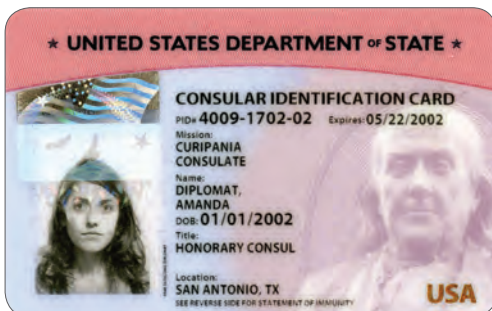 ★ UNITED STATES DEPARTMENT OF STATE ★
CONSULAR IDENTIFICATION CARD
PID# 4009-1702-02 Expires: 05/22/2002
Mission:
CURIPANIA
CONSULATE
Name:
DIPLOMAT,
AMANDA
DOB: 01/01/2002
Title:
HONORARY CONSUL
Location:
SAN ANTONIO, TX
SEE REVERSE SIDE FOR STATEMENT OF IMMUNITY
USA